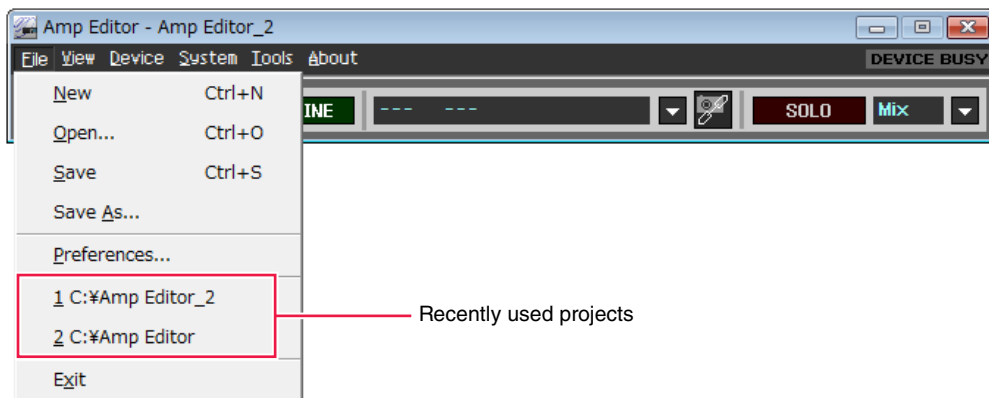 Amp Editor - Amp Editor_2
File View Device System Tools About
DEVICE BUSY
New Ctrl+N
INE --- --- SOLO Mix
Open... Ctrl+O
Save Ctrl+S
Save As...
Preferences...
1 C:¥Amp Editor_2
Recently used projects
2 C:¥Amp Editor
Exit